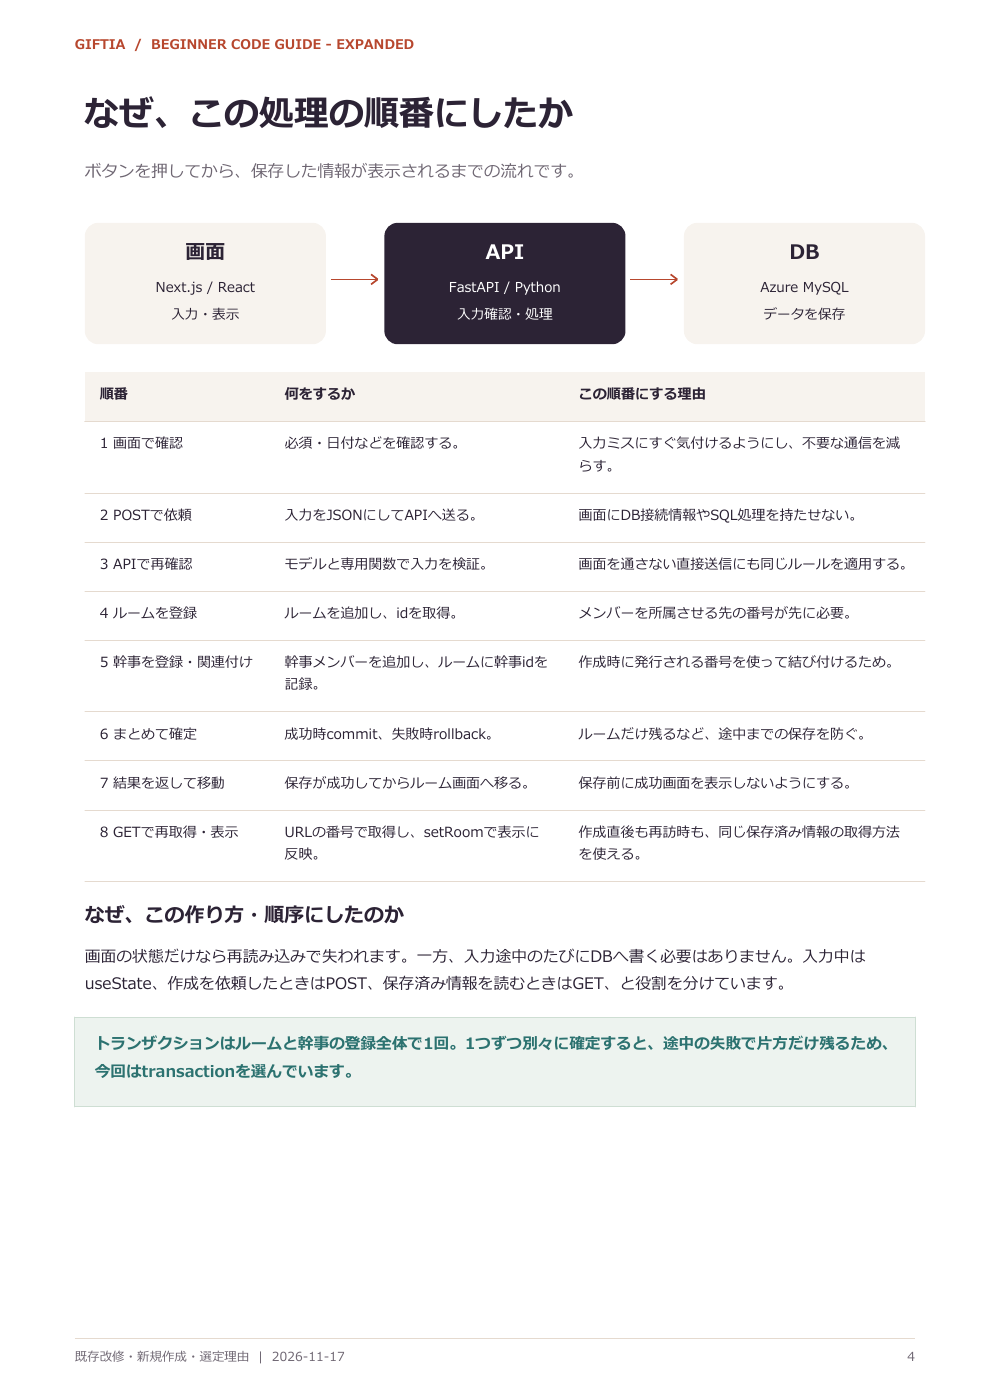 GIFTIA / BEGINNER CODE GUIDE - EXPANDED
なぜ、この処理の順番にしたか
ボタンを押してから、保存した情報が表示されるまでの流れです。
画面
Next.js / React
入力・表示
API
FastAPI / Python
入力確認・処理
DB
Azure MySQL
データを保存
順番 何をするか この順番にする理由
1 画面で確認 必須・日付などを確認する。 入力ミスにすぐ気付けるようにし、不要な通信を減
らす。
2 POSTで依頼 入力をJSONにしてAPIへ送る。 画面にDB接続情報やSQL処理を持たせない。
3 APIで再確認 モデルと専用関数で入力を検証。 画面を通さない直接送信にも同じルールを適用する。
4 ルームを登録 ルームを追加し、idを取得。 メンバーを所属させる先の番号が先に必要。
5 幹事を登録・関連付け 幹事メンバーを追加し、ルームに幹事idを 作成時に発行される番号を使って結び付けるため。
記録。
6 まとめて確定 成功時commit、失敗時rollback。 ルームだけ残るなど、途中までの保存を防ぐ。
7 結果を返して移動 保存が成功してからルーム画面へ移る。 保存前に成功画面を表示しないようにする。
8 GETで再取得・表示 URLの番号で取得し、setRoomで表示に 作成直後も再訪時も、同じ保存済み情報の取得方法
反映。 を使える。
なぜ、この作り方・順序にしたのか
画面の状態だけなら再読み込みで失われます。一方、入力途中のたびにDBへ書く必要はありません。入力中は
useState、作成を依頼したときはPOST、保存済み情報を読むときはGET、と役割を分けています。
トランザクションはルームと幹事の登録全体で1回。1つずつ別々に確定すると、途中の失敗で片方だけ残るため、
今回はtransactionを選んでいます。
既存改修・新規作成・選定理由 | 2026-11-17 4